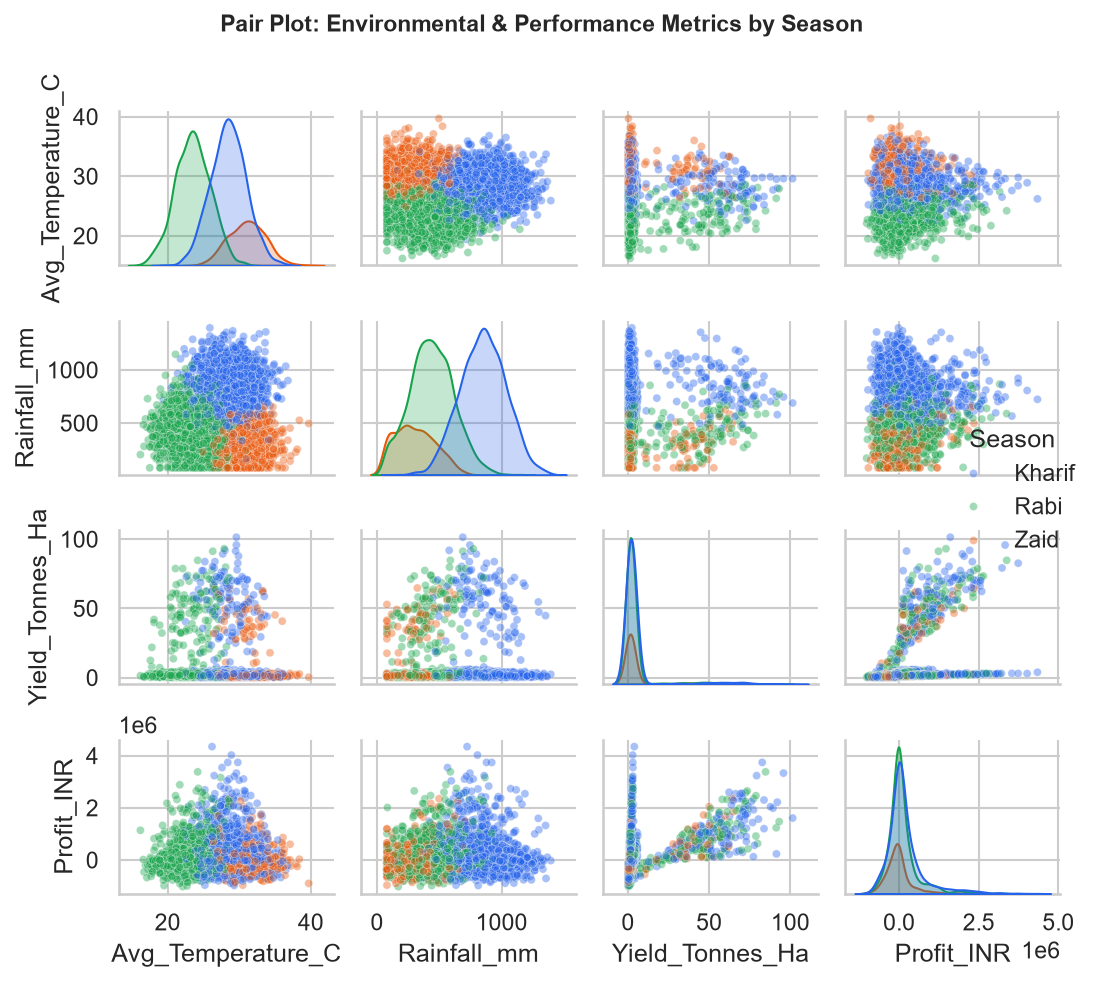 Pair Plot: Environmental & Performance Metrics by Season
Avg_Temperature_C
40
30
20
Rainfall_mm
1000
500
Season
Kharif
Rabi
Zaid
Yield_Tonnes_Ha
100
50
0
1e6
Profit_INR
4
2
0
20 40
0 1000
0 50 100
0.0 2.5 5.0
1e6
Avg_Temperature_C
Rainfall_mm
Yield_Tonnes_Ha
Profit_INR